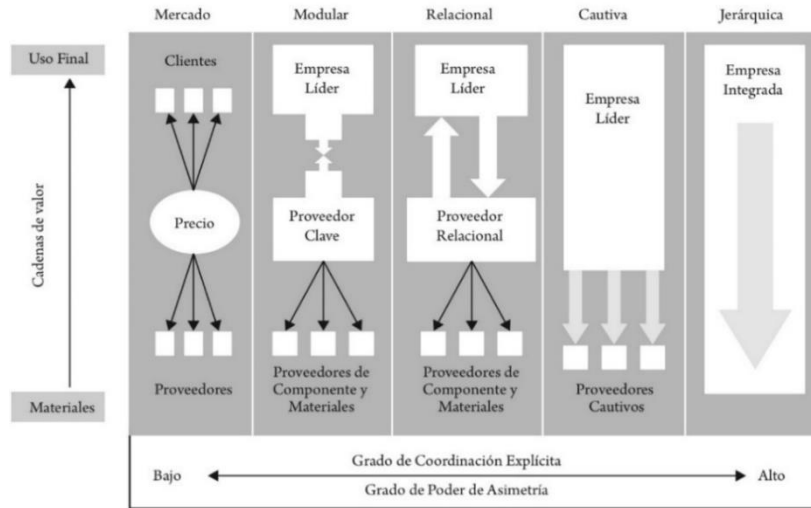 Mercado
Modular
Relacional
Cautiva
Jerárquica
Uso Final
Cadenas de valor
Materiales
Clientes
Precio
Proveedores
Empresa
Líder
Proveedor
Clave
Proveedores de
Componente y
Materiales
Empresa
Líder
Proveedor
Relacional
Proveedores de
Componente y
Materiales
Empresa
Líder
Proveedores
Cautivos
Empresa
Integrada
Bajo
Grado de Coordinación Explícita
Grado de Poder de Asimetría
Alto